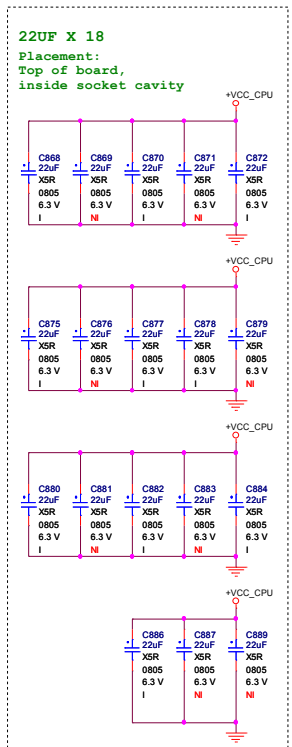 22UF X 18
Placement:
Top of board,
inside socket cavity
+VCC_CPU
C868 C869 C870 C871 C872
22uF 22uF 22uF 22uF 22uF
X5R X5R X5R X5R X5R
0805 0805 0805 0805 0805
6.3 V 6.3 V 6.3 V 6.3 V 6.3 V
I NI I NI I
+VCC_CPU
C875 C876 C877 C878 C879
22uF 22uF 22uF 22uF 22uF
X5R X5R X5R X5R X5R
0805 0805 0805 0805 0805
6.3 V 6.3 V 6.3 V 6.3 V 6.3 V
I NI I I NI
+VCC_CPU
C880 C881 C882 C883 C884
22uF 22uF 22uF 22uF 22uF
X5R X5R X5R X5R X5R
0805 0805 0805 0805 0805
6.3 V 6.3 V 6.3 V 6.3 V 6.3 V
I NI I NI I
+VCC_CPU
C886 C887 C889
22uF 22uF 22uF
X5R X5R X5R
0805 0805 0805
6.3 V 6.3 V 6.3 V
I NI NI